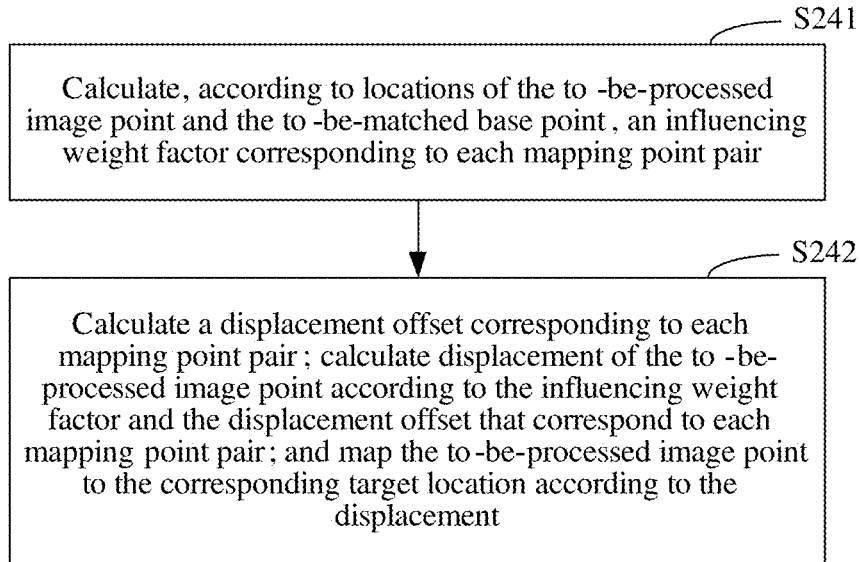 S241
Calculate, according to locations of the to -be-processed
image point and the to -be-matched base point , an influencing
weight factor corresponding to each mapping point pair
S242
Calculate a displacement offset corresponding to each
mapping point pair ; calculate displacement of the to -be-
processed image point according to the influencing weight
factor and the displacement offset that correspond to each
mapping point pair ; and map the to -be-processed image point
to the corresponding target location according to the
displacement